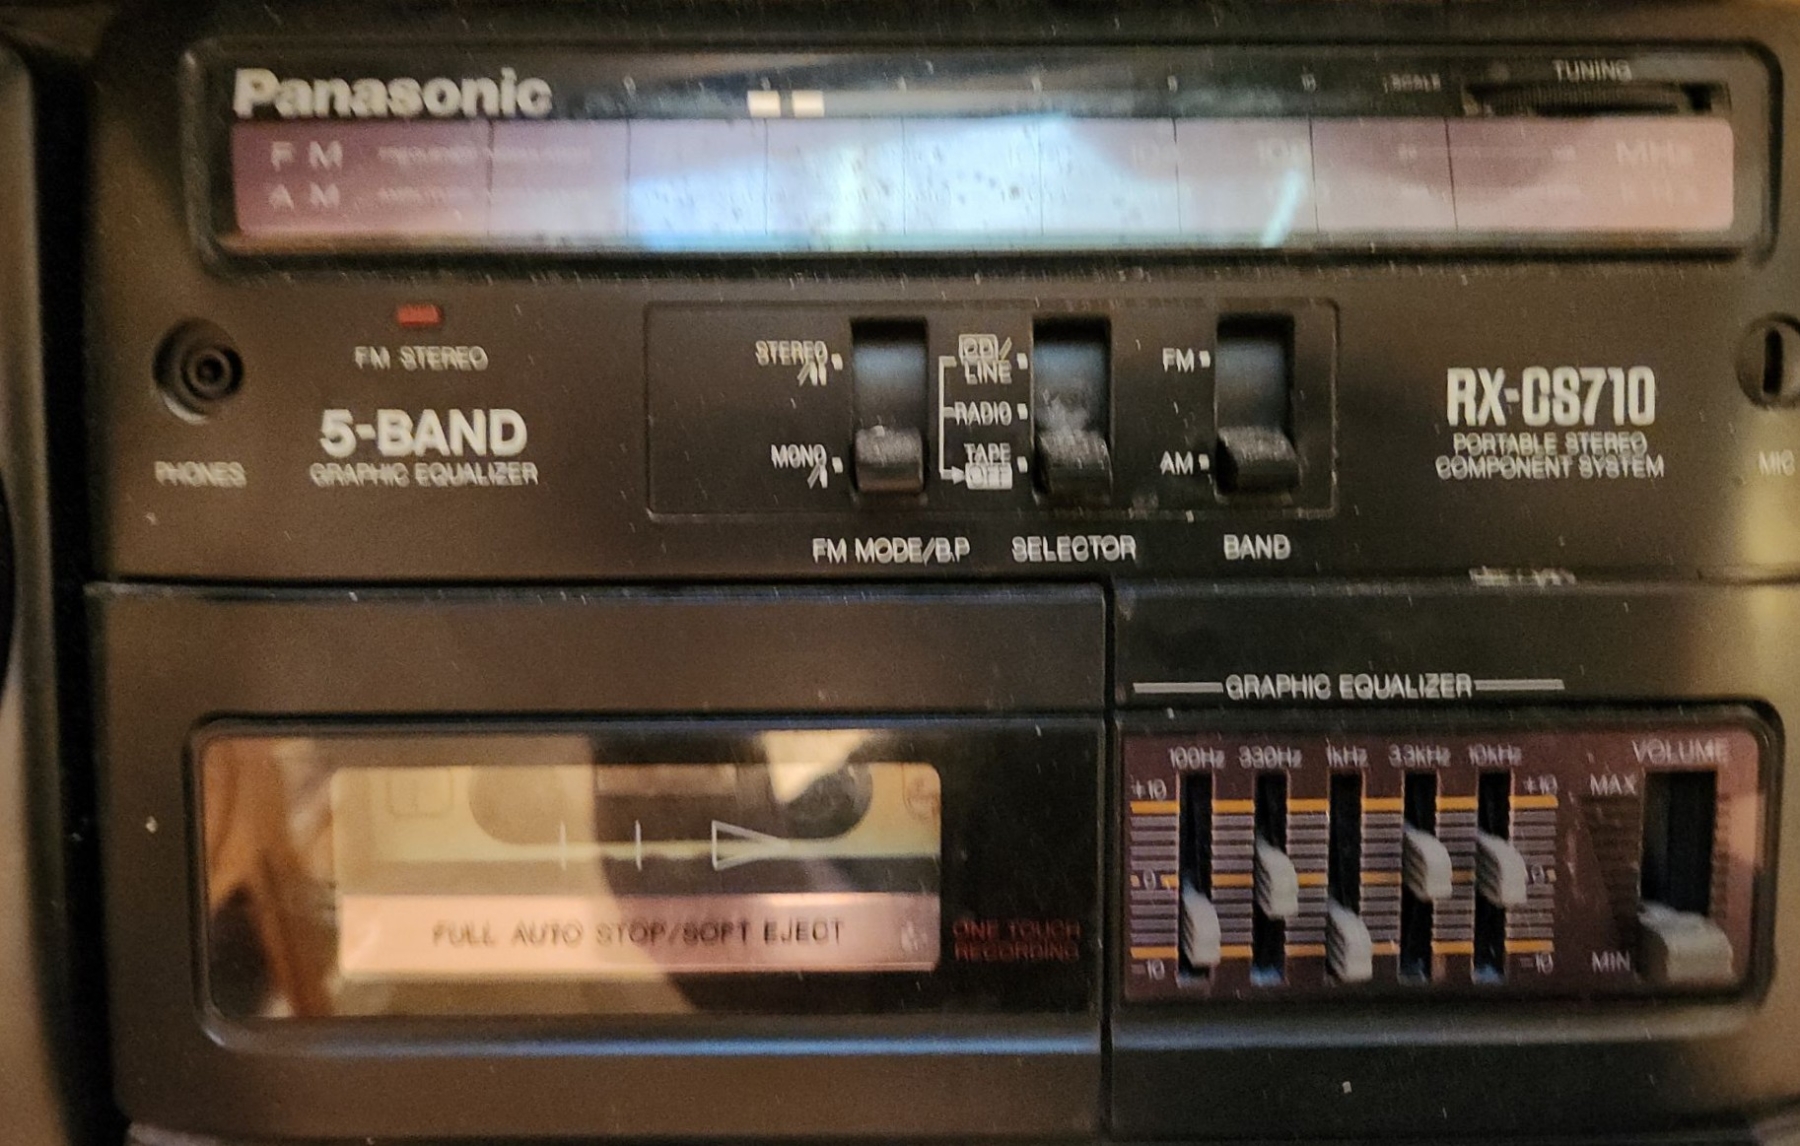 Panasonic
SCALE
TUNING
FM
MHz
AM
kHz
FM STEREO
STEREO
CD/
LINE
FM
RADIO
MONO
TAPE
OFF
AM
5-BAND
GRAPHIC EQUALIZER
PHONES
RX-CS710
PORTABLE STEREO
COMPONENT SYSTEM
MIC
FM MODE/B.P
SELECTOR
BAND
GRAPHIC EQUALIZER
100Hz 330Hz 1kHz 3.3kHz 10kHz
VOLUME
+10
+10
MAX
0
0
-10
-10
MIN
FULL AUTO STOP/SOFT EJECT
ONE TOUCH
RECORDING